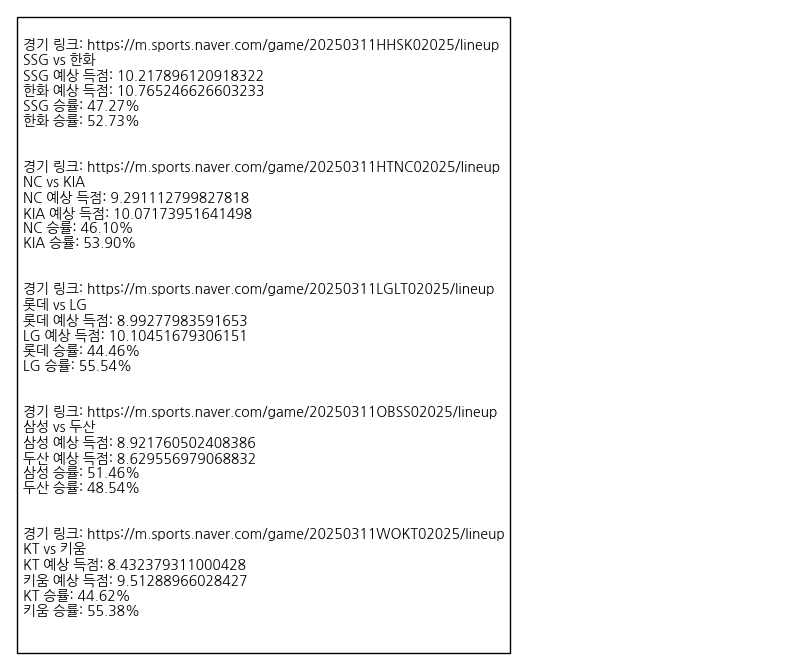 경기 링크: https://m.sports.naver.com/game/20250311HHSK02025/lineup
SSG vs 한화
SSG 예상 득점: 10.217896120918322
한화 예상 득점: 10.765246626603233
SSG 승률: 47.27%
한화 승률: 52.73%
경기 링크: https://m.sports.naver.com/game/20250311HTNC02025/lineup
NC vs KIA
NC 예상 득점: 9.291112799827818
KIA 예상 득점: 10.07173951641498
NC 승률: 46.10%
KIA 승률: 53.90%
경기 링크: https://m.sports.naver.com/game/20250311LGLT02025/lineup
롯데 vs LG
롯데 예상 득점: 8.99277983591653
LG 예상 득점: 10.10451679306151
롯데 승률: 44.46%
LG 승률: 55.54%
경기 링크: https://m.sports.naver.com/game/20250311OBSS02025/lineup
삼성 vs 두산
삼성 예상 득점: 8.921760502408386
두산 예상 득점: 8.629556979068832
삼성 승률: 51.46%
두산 승률: 48.54%
경기 링크: https://m.sports.naver.com/game/20250311WOKT02025/lineup
KT vs 키움
KT 예상 득점: 8.432379311000428
키움 예상 득점: 9.51288966028427
KT 승률: 44.62%
키움 승률: 55.38%